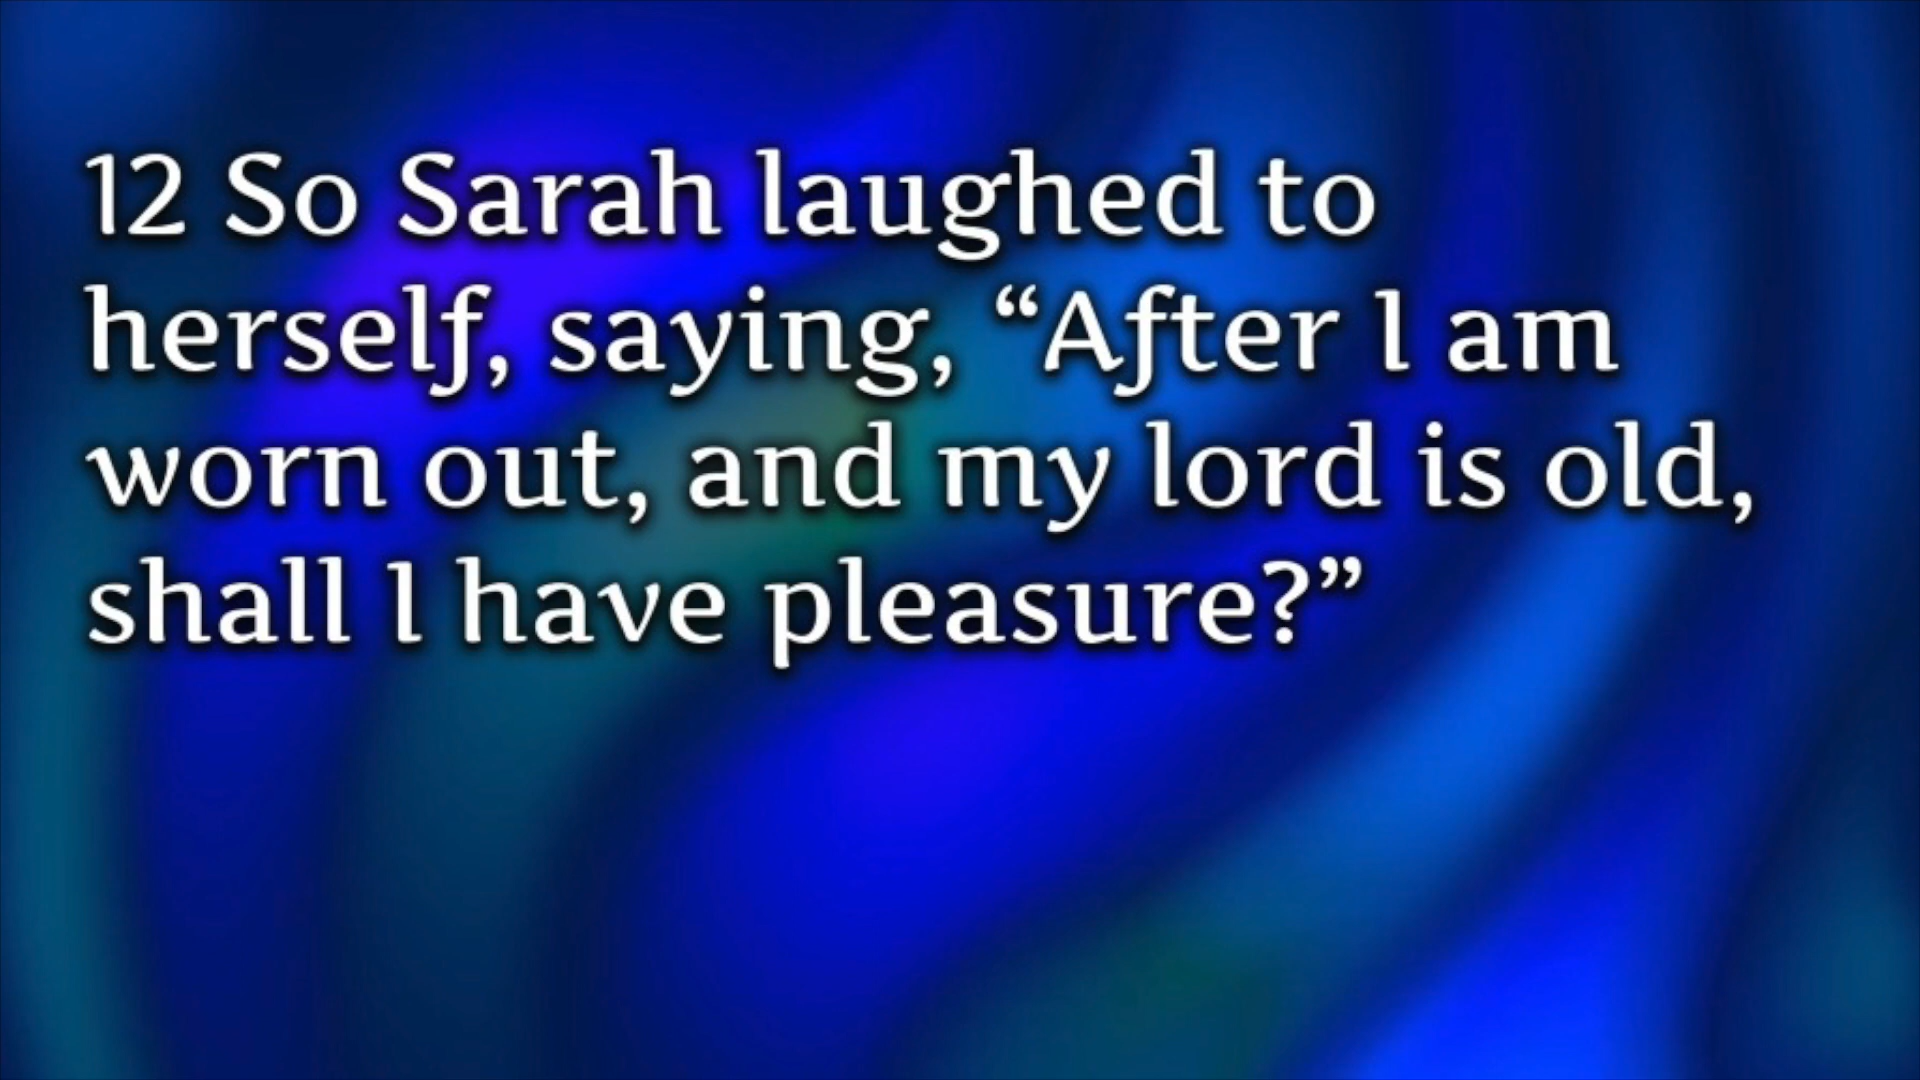 12 So Sarah laughed to
herself, saying, “After I am
worn out, and my lord is old,
shall I have pleasure?”